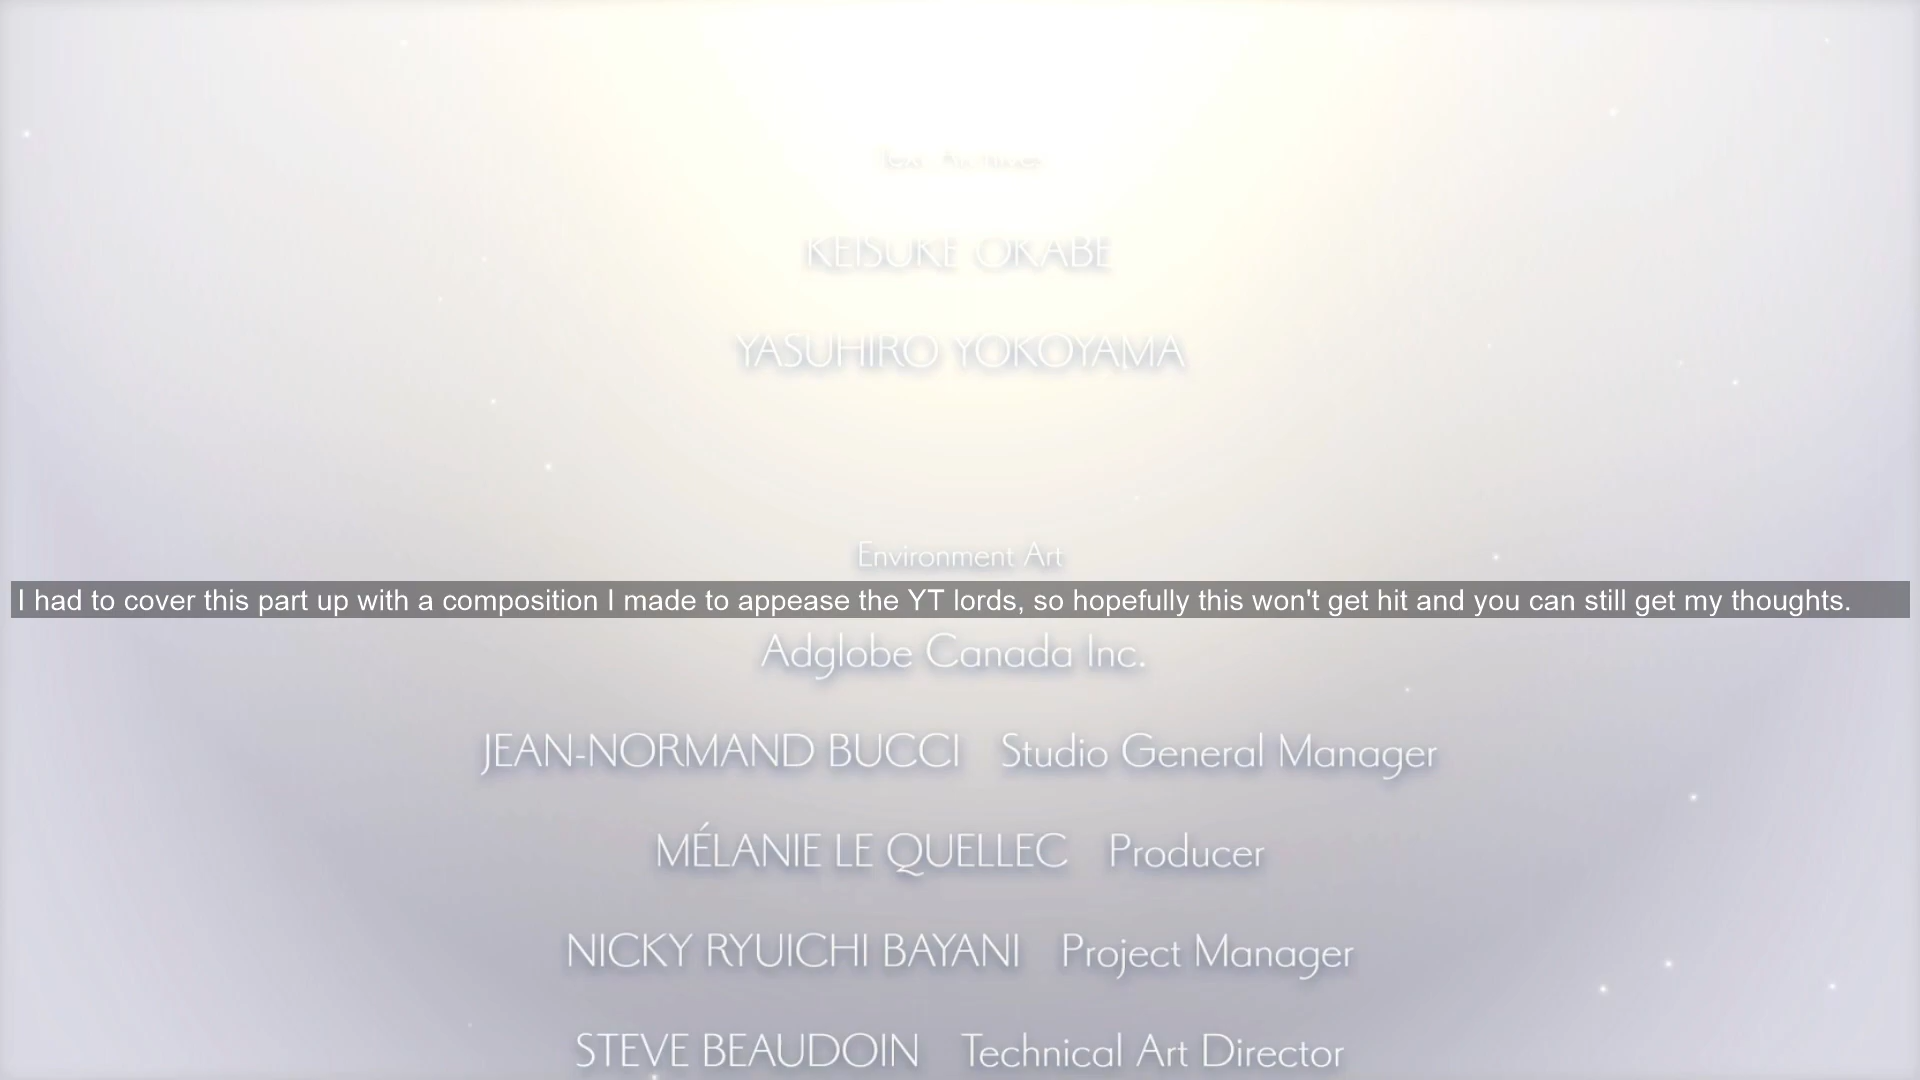 Text Archives
KEISUKE OKABE
YASUHIRO YOKOYAMA
Environment Art
I had to cover this part up with a composition I made to appease the YT lords, so hopefully this won't get hit and you can still get my thoughts.
Adglobe Canada Inc.
JEAN-NORMAND BUCCI Studio General Manager
MÉLANIE LE QUELLEC Producer
NICKY RYUICHI BAYANI Project Manager
STEVE BEAUDOIN Technical Art Director